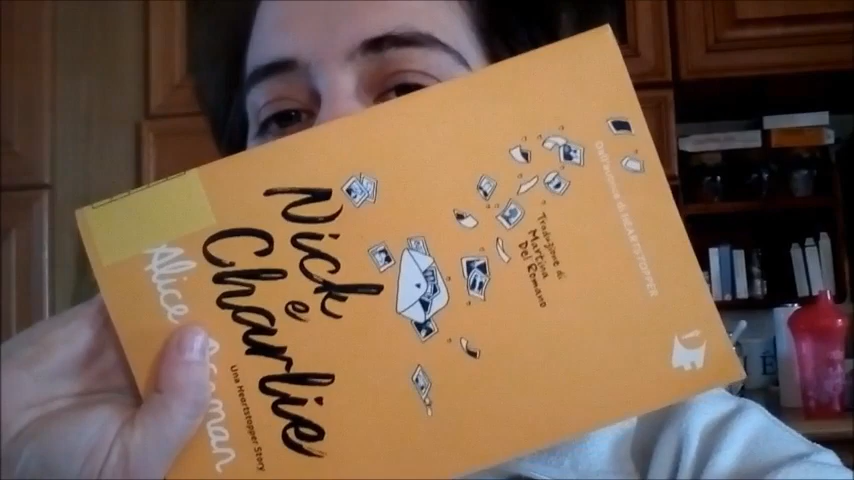 Alice
Nick
e
Charlie
Una Heartstopper Story
Traduzione di
Martina
Del Romano
Dall'autrice di HEARTSTOPPER